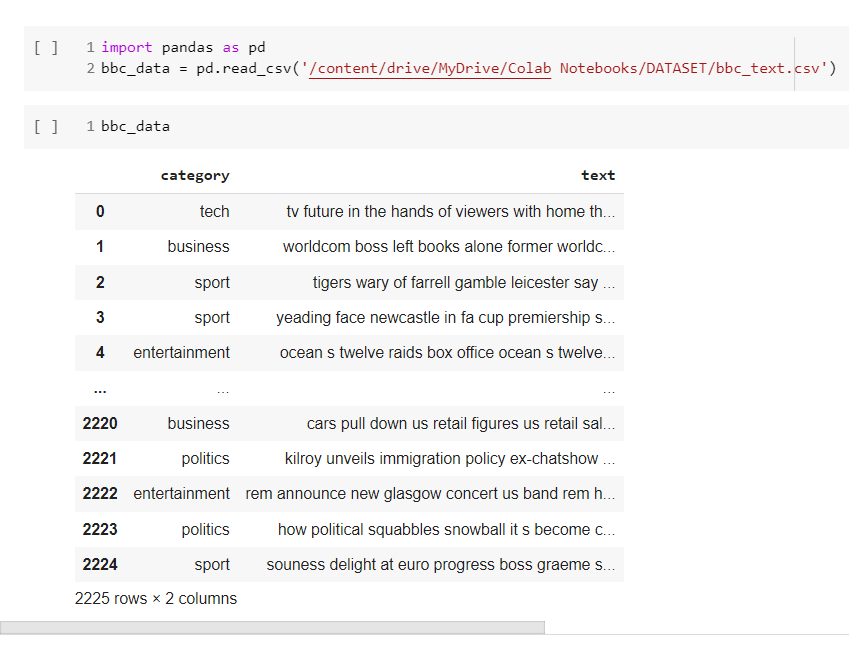 [ ] 1 import pandas as pd
2 bbc_data = pd.read_csv('/content/drive/MyDrive/Colab Notebooks/DATASET/bbc_text.csv')
[ ] 1 bbc_data
category text
0 tech tv future in the hands of viewers with home th...
1 business worldcom boss left books alone former worldc...
2 sport tigers wary of farrell gamble leicester say ...
3 sport yeading face newcastle in fa cup premiership s...
4 entertainment ocean s twelve raids box office ocean s twelve...
... ... ...
2220 business cars pull down us retail figures us retail sal...
2221 politics kilroy unveils immigration policy ex-chatshow ...
2222 entertainment rem announce new glasgow concert us band rem h...
2223 politics how political squabbles snowball it s become c...
2224 sport souness delight at euro progress boss graeme s...
2225 rows × 2 columns